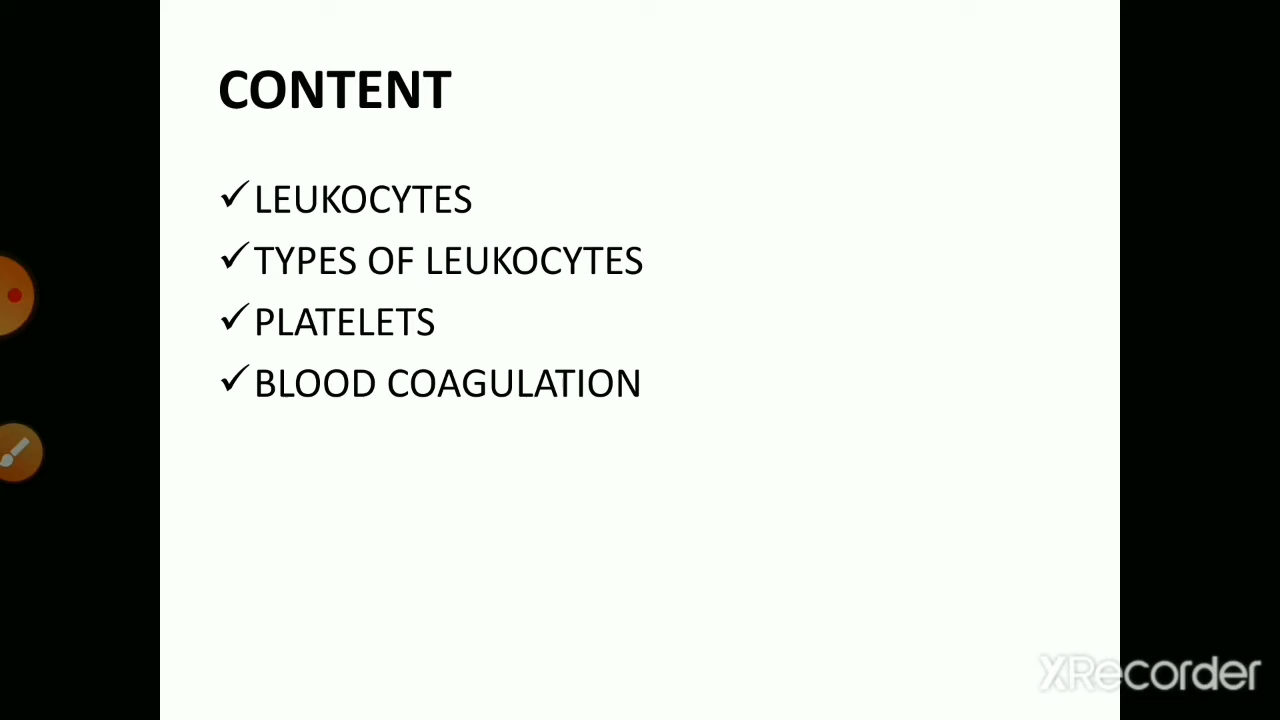 CONTENT
✓LEUKOCYTES
✓TYPES OF LEUKOCYTES
✓PLATELETS
✓BLOOD COAGULATION
XRecorder